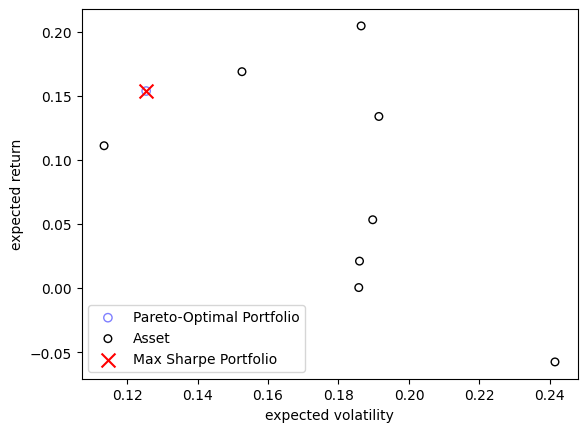 0.20
0.15
0.10
0.05
0.00
−0.05
expected return
Pareto-Optimal Portfolio
Asset
Max Sharpe Portfolio
0.12 0.14 0.16 0.18 0.20 0.22 0.24
expected volatility